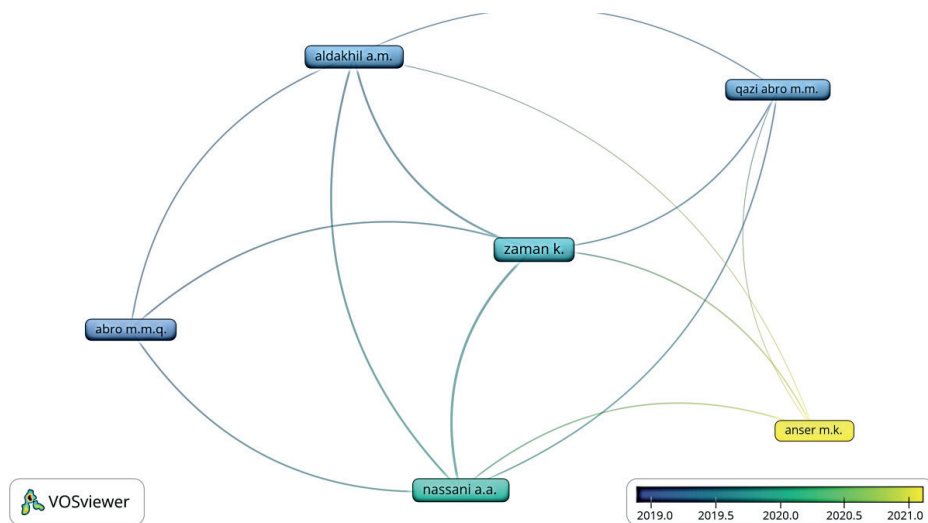 aldakhil a.m.
qazi abro m.m.
zaman k.
abro m.m.q.
anser m.k.
nassani a.a.
VOSviewer
2019.0 2019.5 2020.0 2020.5 2021.0